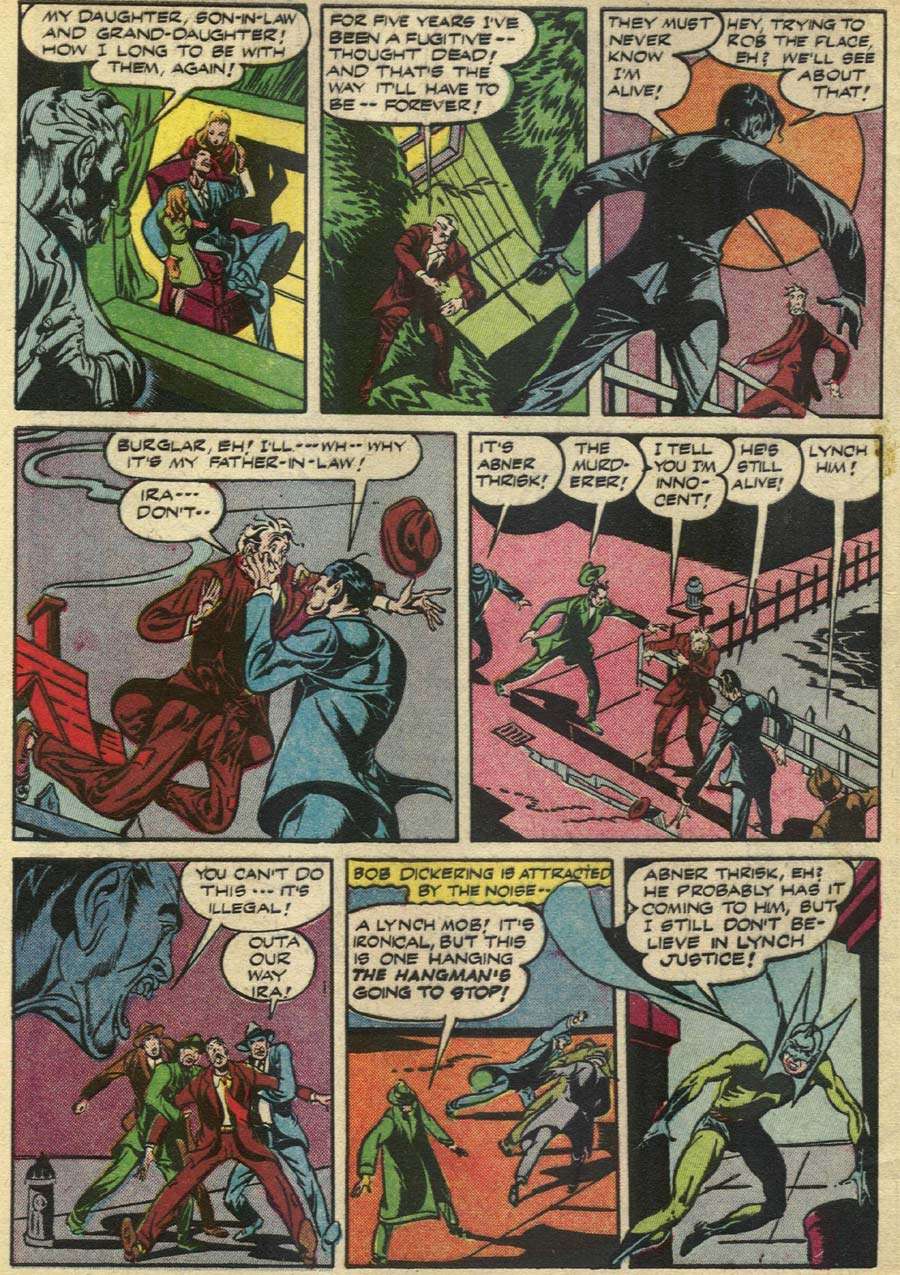 MY DAUGHTER, SON-IN-LAW
AND GRAND-DAUGHTER!
HOW I LONG TO BE WITH
THEM, AGAIN!
FOR FIVE YEARS I'VE
BEEN A FUGITIVE--
THOUGHT DEAD!
AND THAT'S THE
WAY IT'LL HAVE TO
BE-- FOREVER!
THEY MUST
NEVER
KNOW
I'M
ALIVE!
HEY, TRYING TO
ROB THE PLACE,
EH? WE'LL SEE
ABOUT
THAT!
BURGLAR, EH! I'LL---WH-- WHY
IT'S MY FATHER-IN-LAW!
IRA---
DON'T--
IT'S
ABNER
THRISK!
THE
MURD-
ERER!
I TELL
YOU I'M
INNO-
CENT!
HE'S
STILL
ALIVE!
LYNCH
HIM!
YOU CAN'T DO
THIS --- IT'S
ILLEGAL!
OUTA
OUR
WAY
IRA!
BOB DICKERING IS ATTRACTED
BY THE NOISE--
A LYNCH MOB! IT'S
IRONICAL, BUT THIS
IS ONE HANGING
THE HANGMAN'S
GOING TO STOP!
ABNER THRISK, EH?
HE PROBABLY HAS IT
COMING TO HIM, BUT
I STILL DON'T BE-
LIEVE IN LYNCH
JUSTICE!